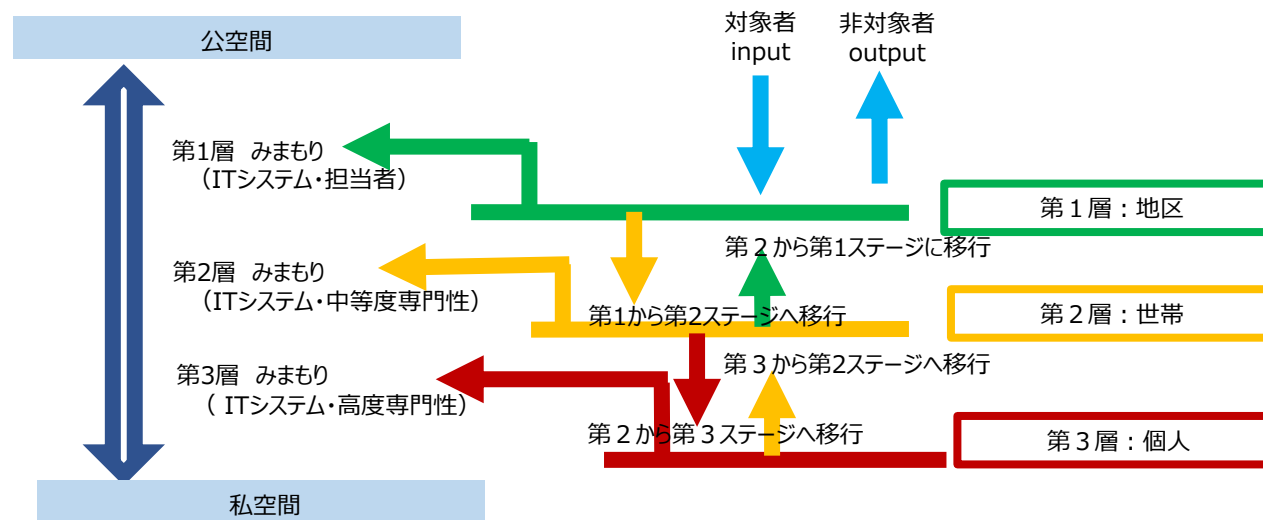 公空間
対象者
input
非対象者
output
第1層　みまもり
（ITシステム・担当者）
第１層：地区
第２から第1ステージに移行
第2層　みまもり
（ITシステム・中等度専門性）
第1から第2ステージへ移行
第２層：世帯
第３から第2ステージへ移行
第3層　みまもり
（ ITシステム・高度専門性）
第２から第３ステージへ移行
第３層：個人
私空間